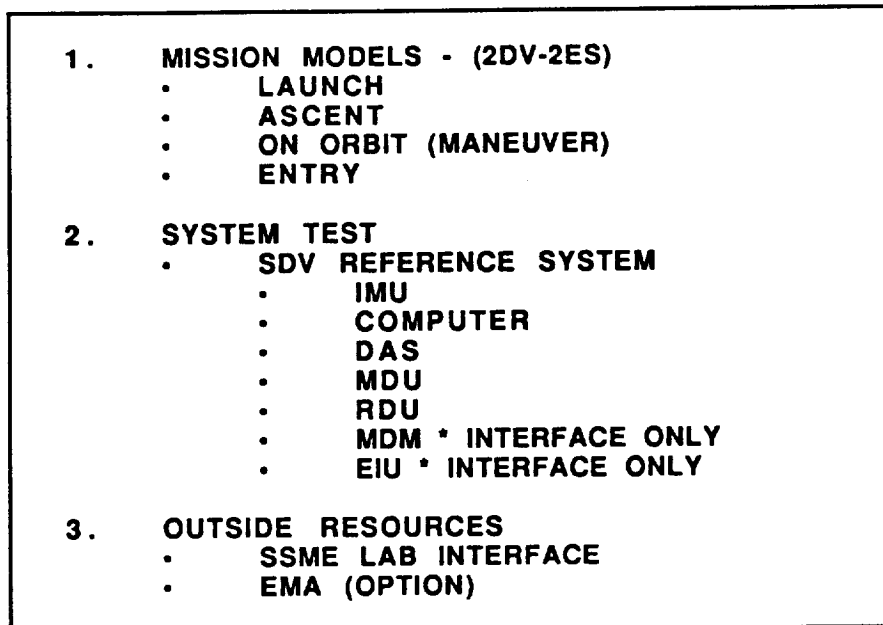 1. MISSION MODELS - (2DV-2ES)
• LAUNCH
• ASCENT
• ON ORBIT (MANEUVER)
• ENTRY
2. SYSTEM TEST
• SDV REFERENCE SYSTEM
• IMU
• COMPUTER
• DAS
• MDU
• RDU
• MDM * INTERFACE ONLY
• EIU * INTERFACE ONLY
3. OUTSIDE RESOURCES
• SSME LAB INTERFACE
• EMA (OPTION)